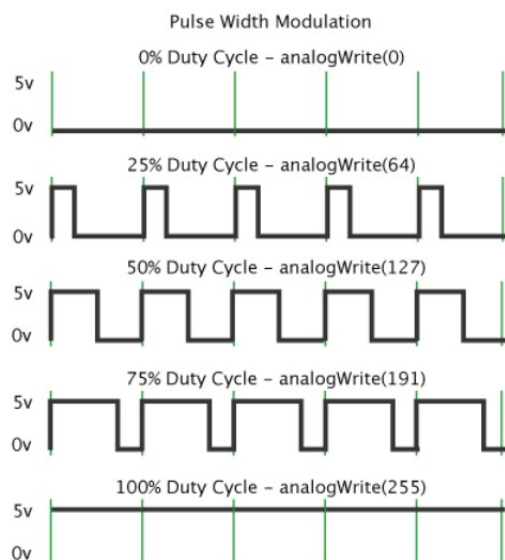 Pulse Width Modulation
0% Duty Cycle – analogWrite(0)
5v
0v
25% Duty Cycle – analogWrite(64)
5v
0v
50% Duty Cycle – analogWrite(127)
5v
0v
75% Duty Cycle – analogWrite(191)
5v
0v
100% Duty Cycle – analogWrite(255)
5v
0v